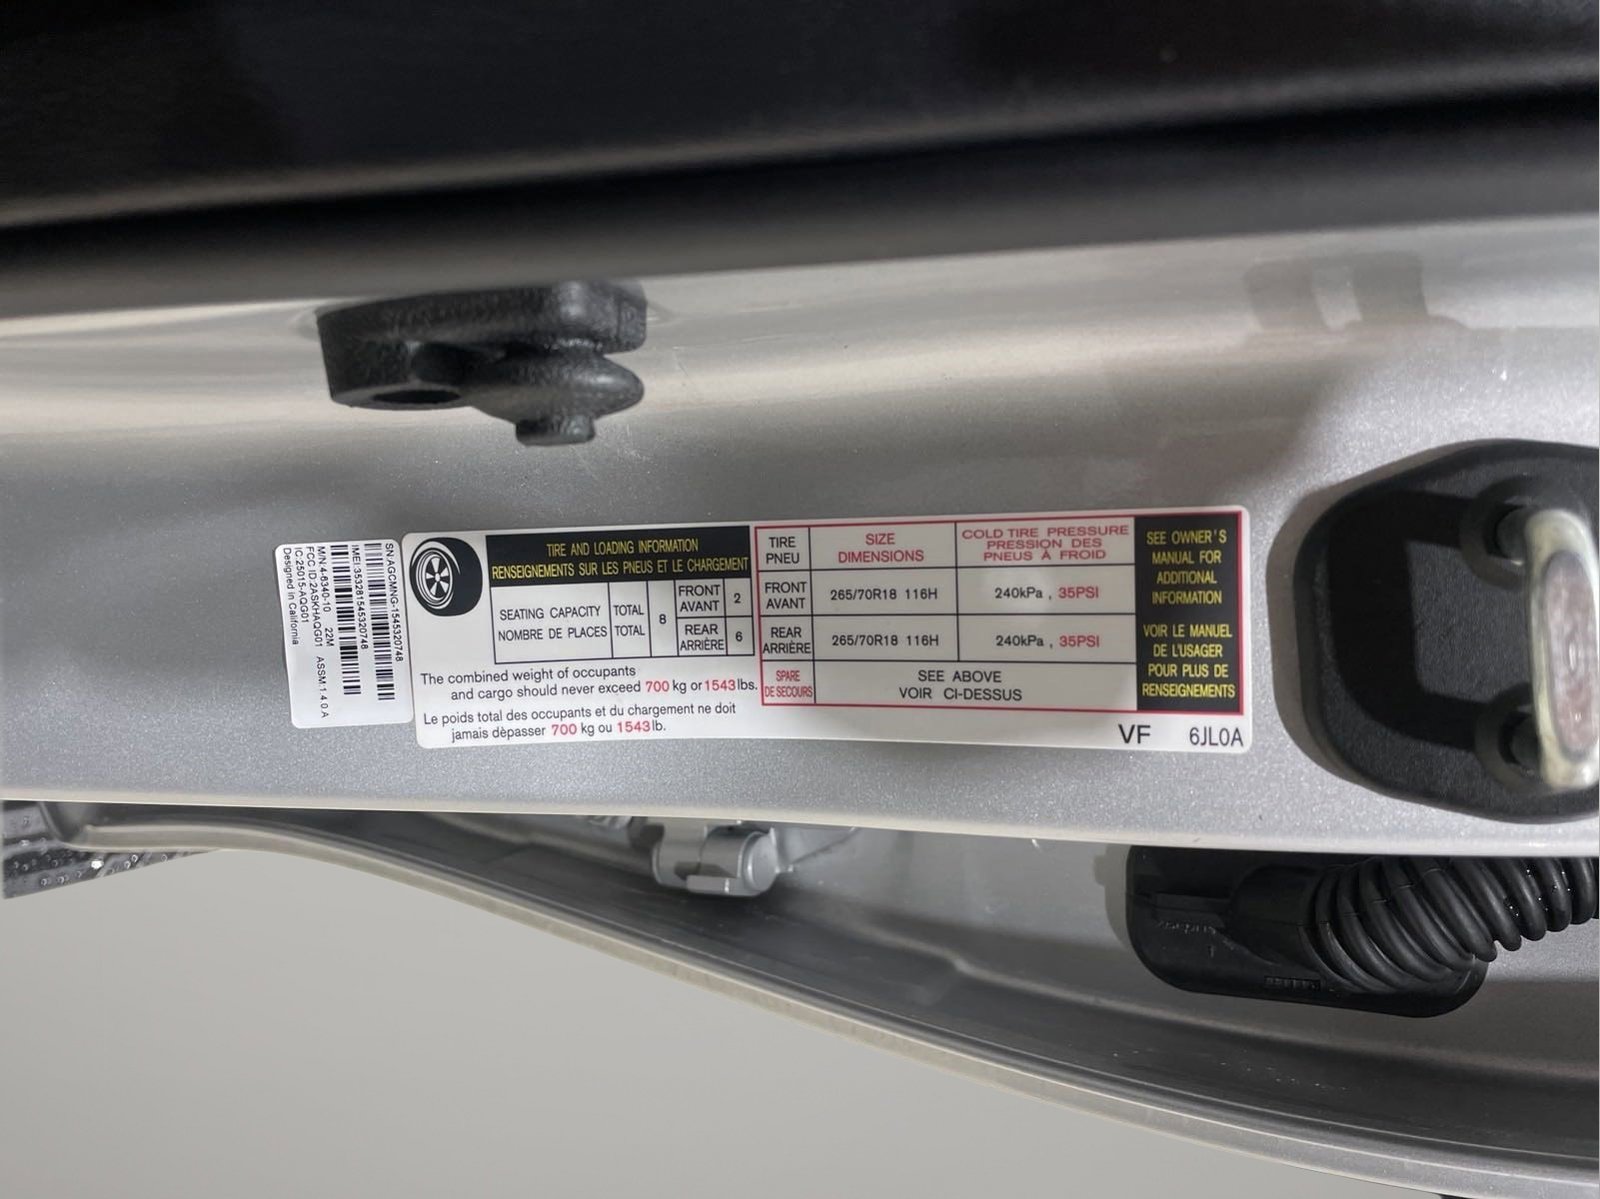 SN:AGCMNG-1545320748
IMEI:353281545320748
M/N:4-6340-10 22M
FCC ID:2ASKHAQG01 ASSM:1.4.0 A
IC:25015-AQG01
Designed in California
TIRE AND LOADING INFORMATION
RENSEIGNEMENTS SUR LES PNEUS ET LE CHARGEMENT
SEATING CAPACITY TOTAL
NOMBRE DE PLACES TOTAL
8
FRONT
AVANT
2
REAR
ARRIÈRE
6
The combined weight of occupants
and cargo should never exceed 700 kg or 1543 lbs.
Le poids total des occupants et du chargement ne doit
jamais dèpasser 700 kg ou 1543 lb.
TIRE
PNEU
SIZE
DIMENSIONS
COLD TIRE PRESSURE
PRESSION DES
PNEUS À FROID
FRONT
AVANT
265/70R18 116H
240kPa , 35PSI
REAR
ARRIÈRE
265/70R18 116H
240kPa , 35PSI
SPARE
DE SECOURS
SEE ABOVE
VOIR CI-DESSUS
SEE OWNER'S
MANUAL FOR
ADDITIONAL
INFORMATION
VOIR LE MANUEL
DE L'USAGER
POUR PLUS DE
RENSEIGNEMENTS
VF 6JL0A